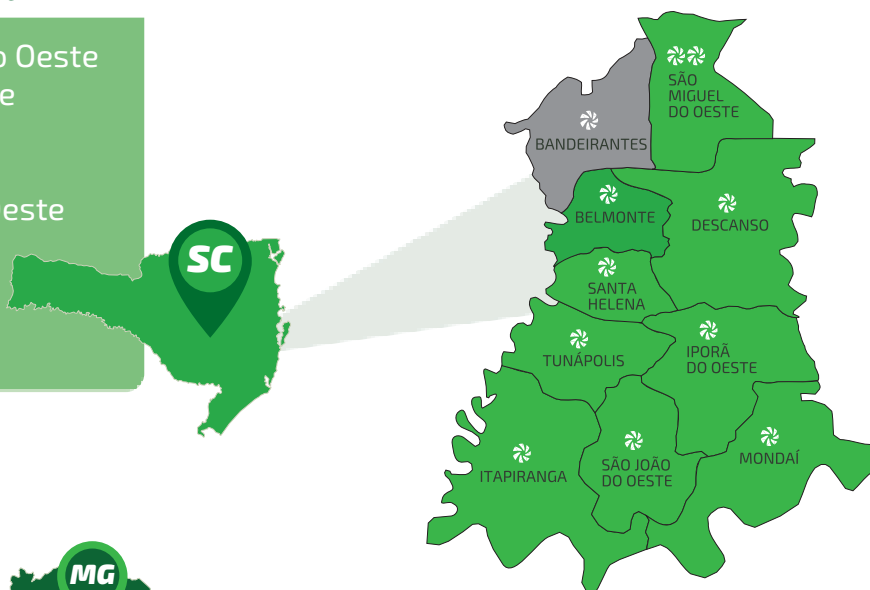 Oeste
SC
SÃO
MIGUEL
DO OESTE
BANDEIRANTES
BELMONTE
DESCANSO
SANTA
HELENA
TUNÁPOLIS
IPORÃ
DO OESTE
ITAPIRANGA
SÃO JOÃO
DO OESTE
MONDAÍ
MG